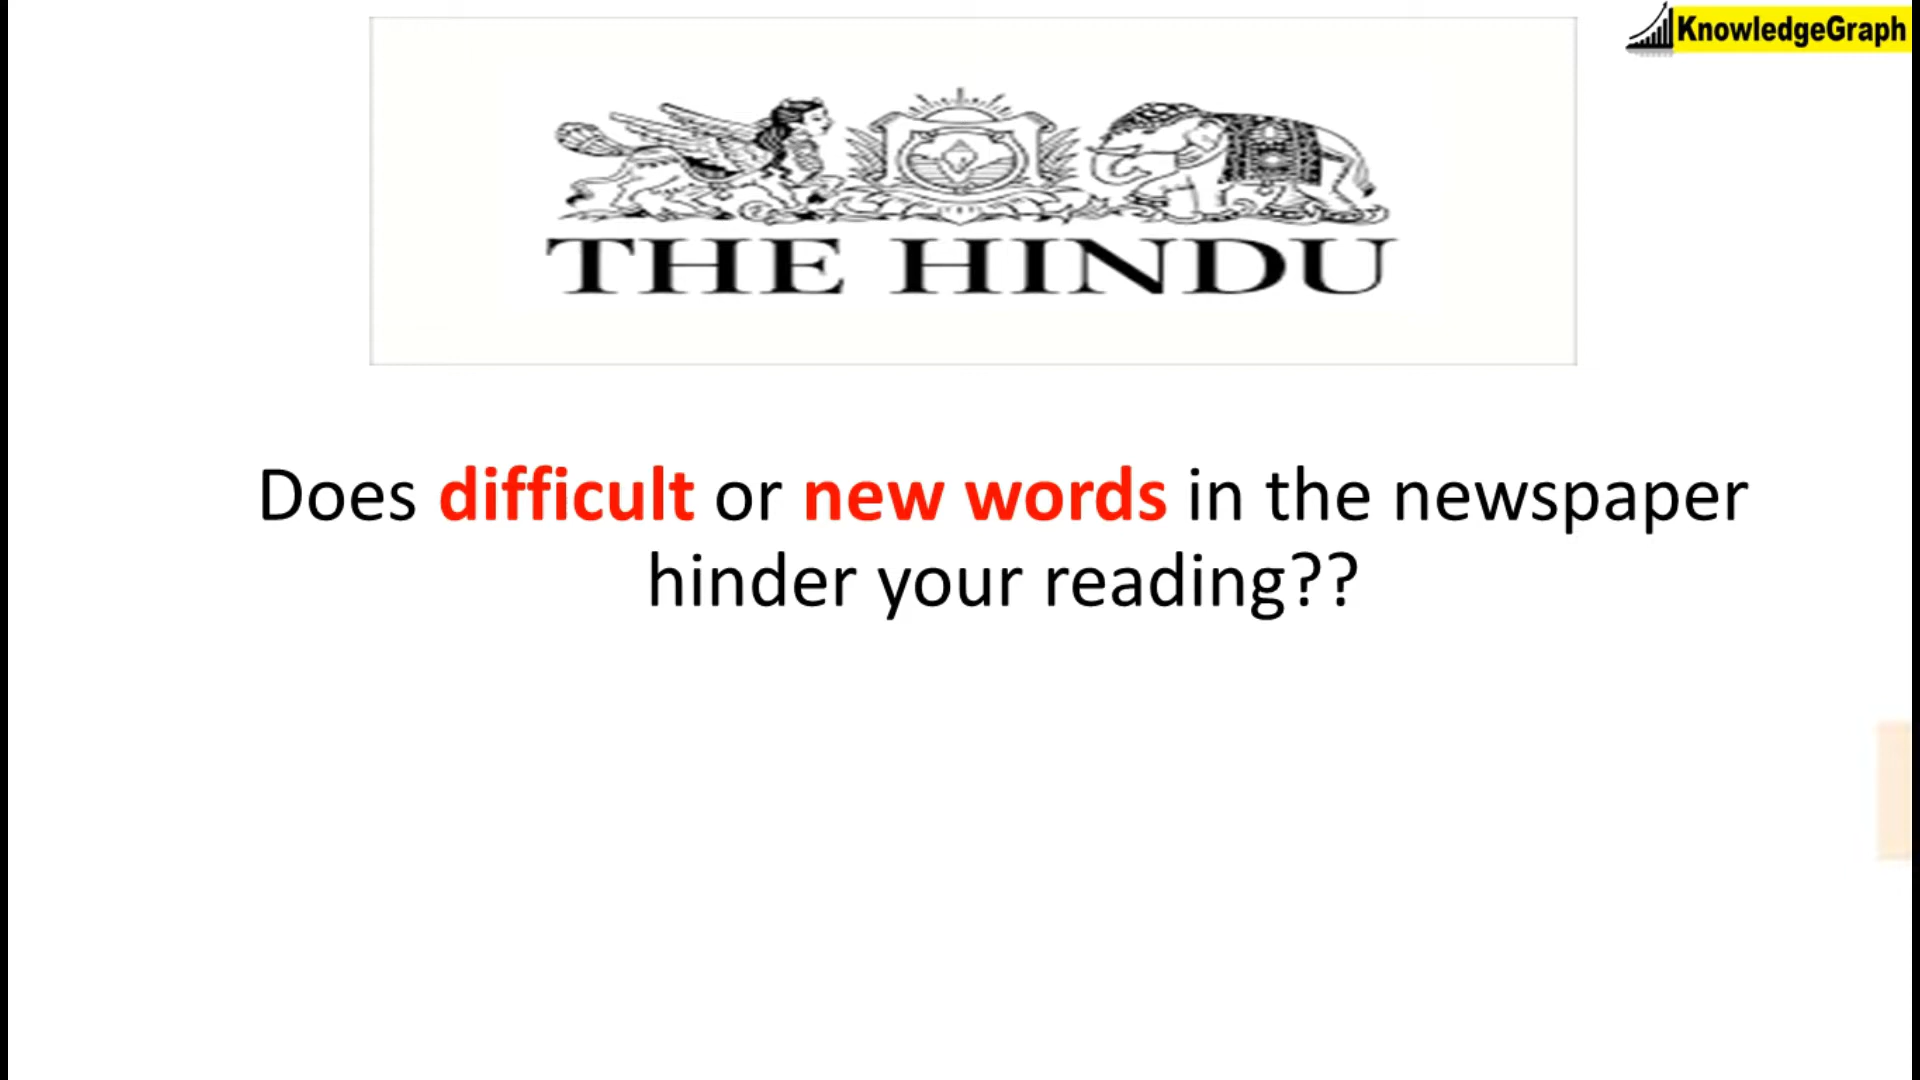 KnowledgeGraph
THE HINDU
Does difficult or new words in the newspaper
hinder your reading??